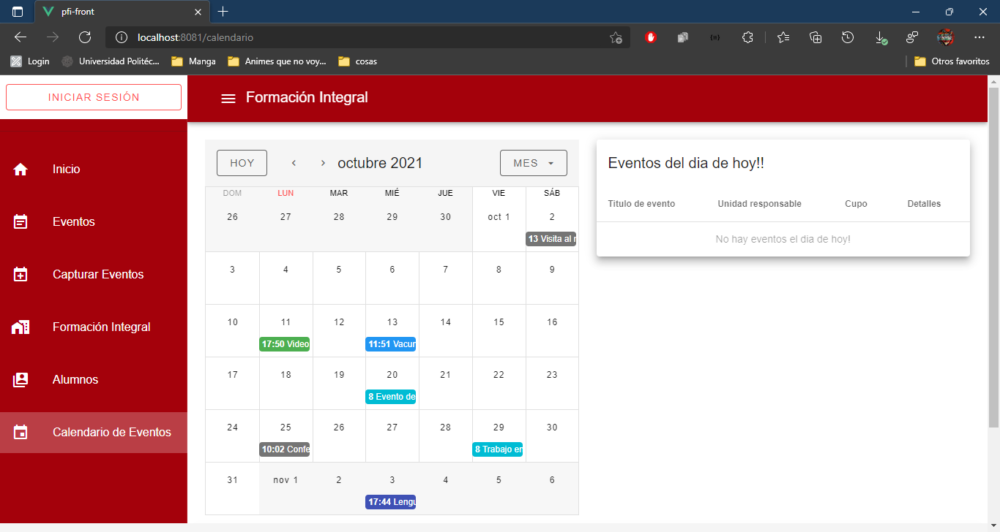 pfi-front
localhost:8081/calendario
Login
Universidad Politéc...
Manga
Animes que no voy...
cosas
Otros favoritos
INICIAR SESIÓN
Formación Integral
Inicio
Eventos
Capturar Eventos
Formación Integral
Alumnos
Calendario de Eventos
HOY
octubre 2021
MES
DOM LUN MAR MIÉ JUE VIE SÁB
26 27 28 29 30 oct 1 2
13 Visita al
3 4 5 6 7 8 9
10 11 12 13 14 15 16
17:50 Video 11:51 Vacun
17 18 19 20 21 22 23
8 Evento de
24 25 26 27 28 29 30
10:02 Confe 8 Trabajo en
31 nov 1 2 3 4 5 6
17:44 Lengu
Eventos del dia de hoy!!
Titulo de evento Unidad responsable Cupo Detalles
No hay eventos el dia de hoy!